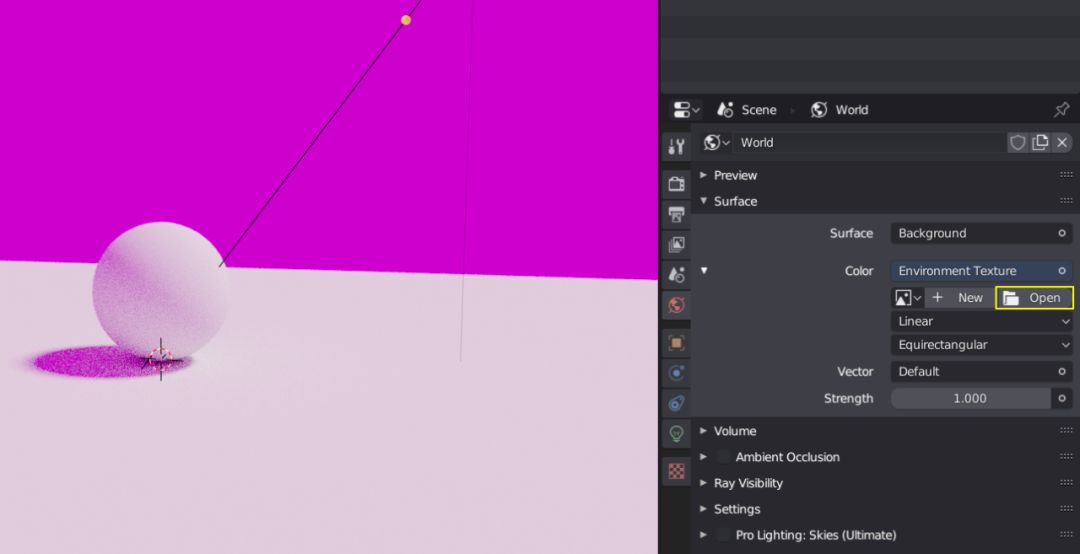 Scene World
World
Preview
Surface
Surface Background
Color Environment Texture
New Open
Linear
Equirectangular
Vector Default
Strength 1.000
Volume
Ambient Occlusion
Ray Visibility
Settings
Pro Lighting: Skies (Ultimate)